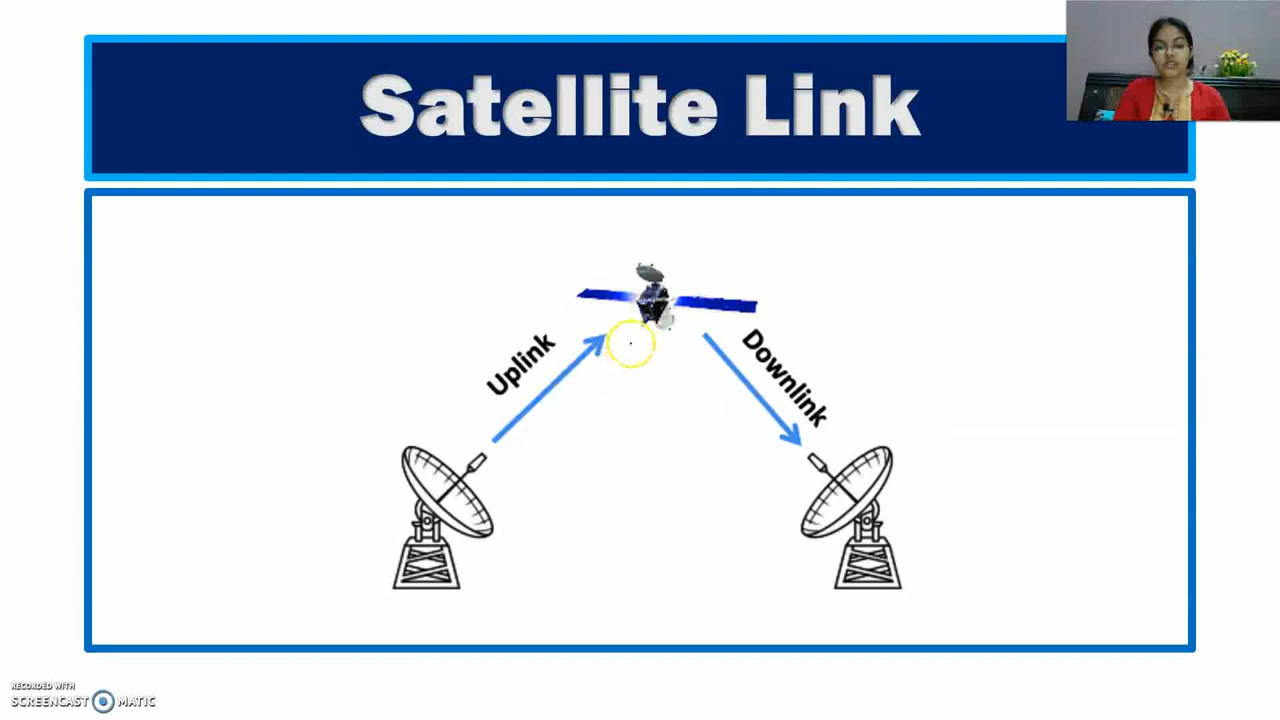 Satellite Link
Uplink
Downlink
RECORDED WITH
SCREENCAST MATIC